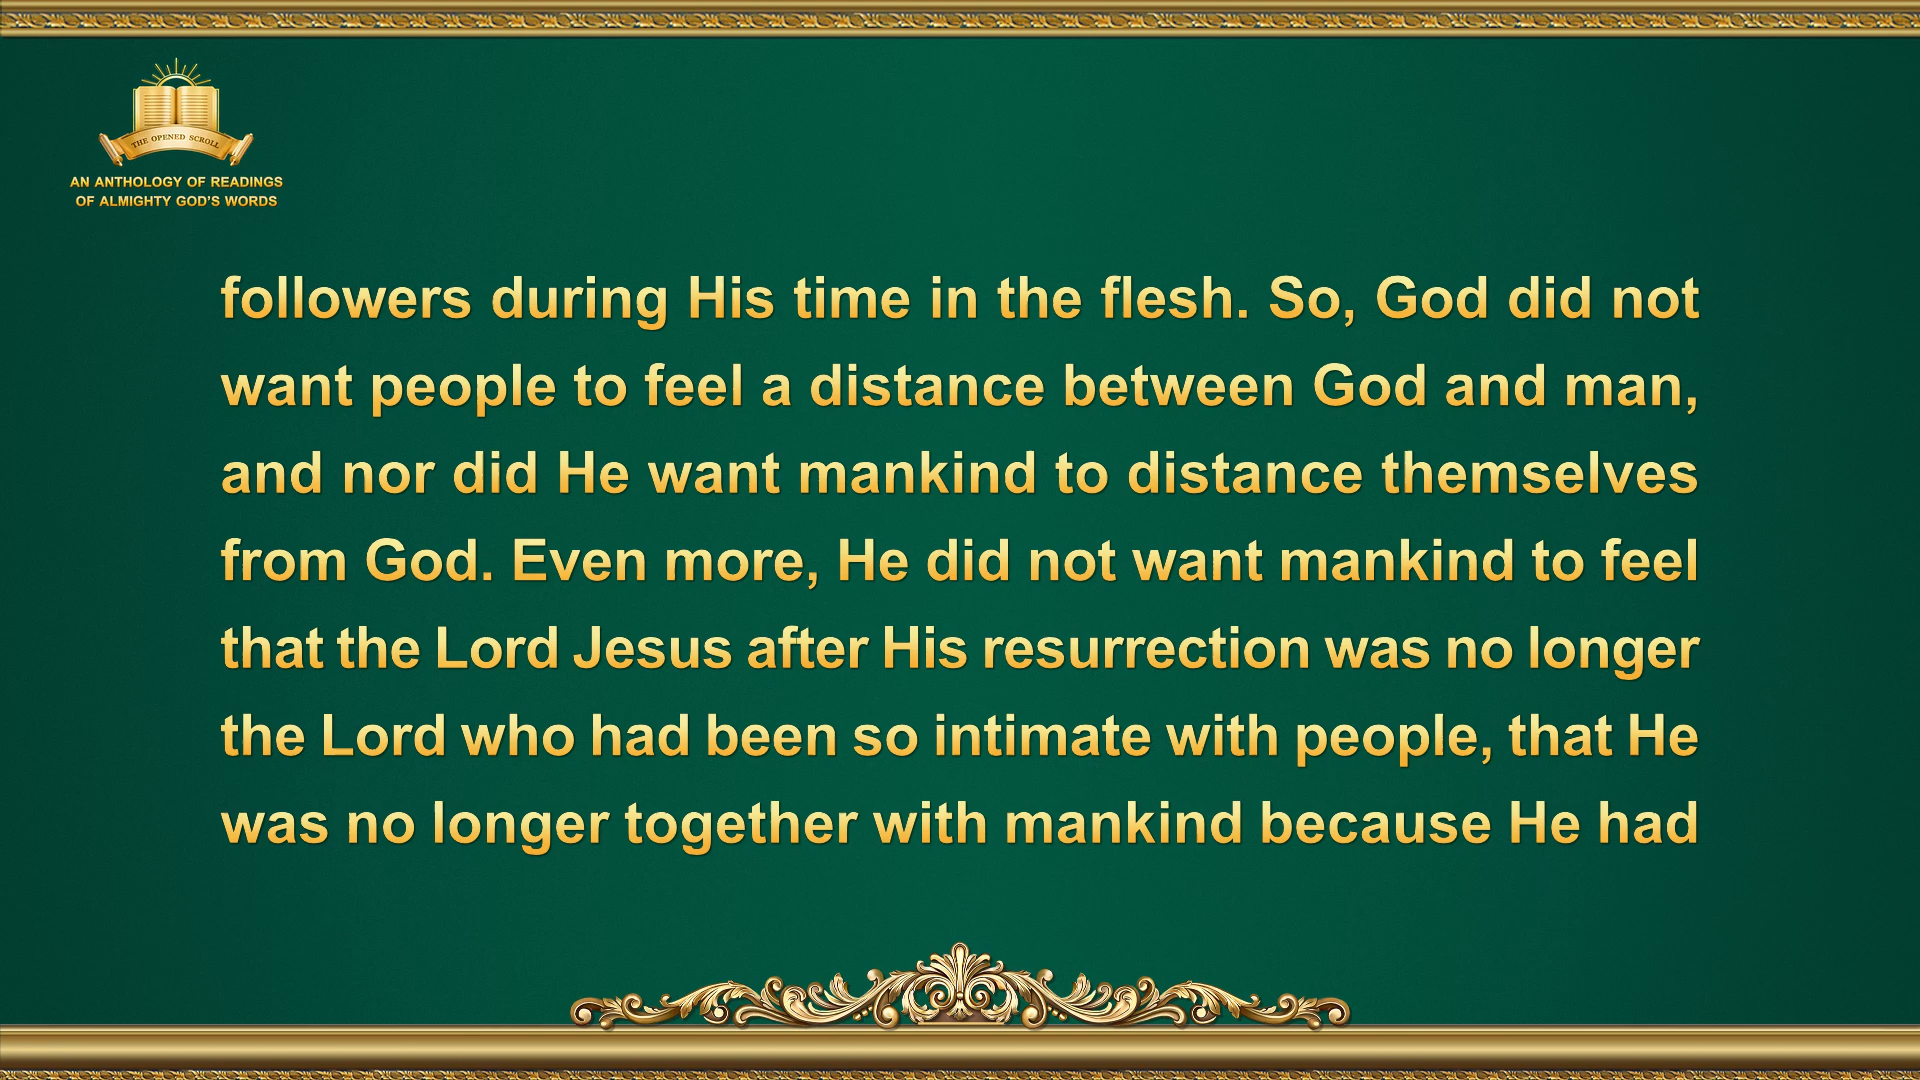 THE OPENED SCROLL
AN ANTHOLOGY OF READINGS
OF ALMIGHTY GOD'S WORDS
followers during His time in the flesh. So, God did not
want people to feel a distance between God and man,
and nor did He want mankind to distance themselves
from God. Even more, He did not want mankind to feel
that the Lord Jesus after His resurrection was no longer
the Lord who had been so intimate with people, that He
was no longer together with mankind because He had